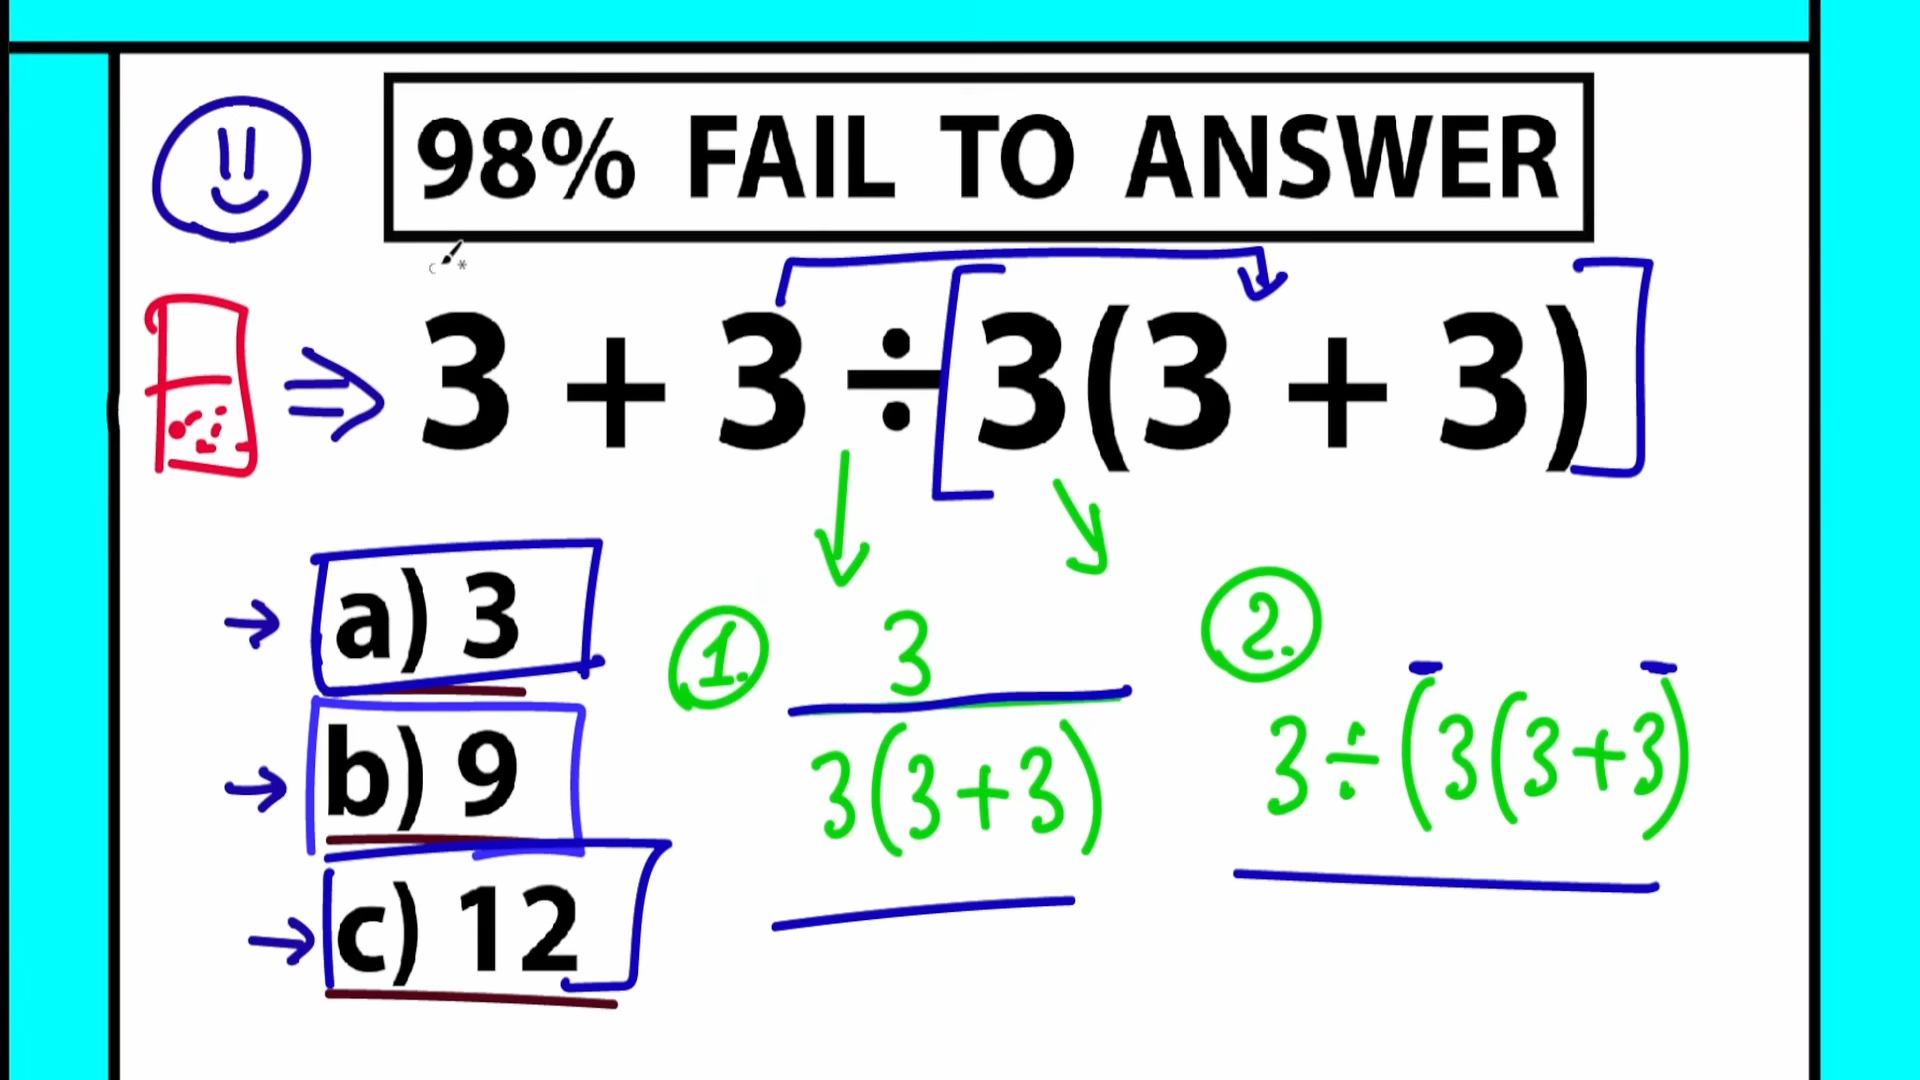 98% FAIL TO ANSWER
3 + 3 ÷ [3(3 + 3)]
a) 3
b) 9
c) 12
1.
3
3(3+3)
2.
3÷(3(3+3)